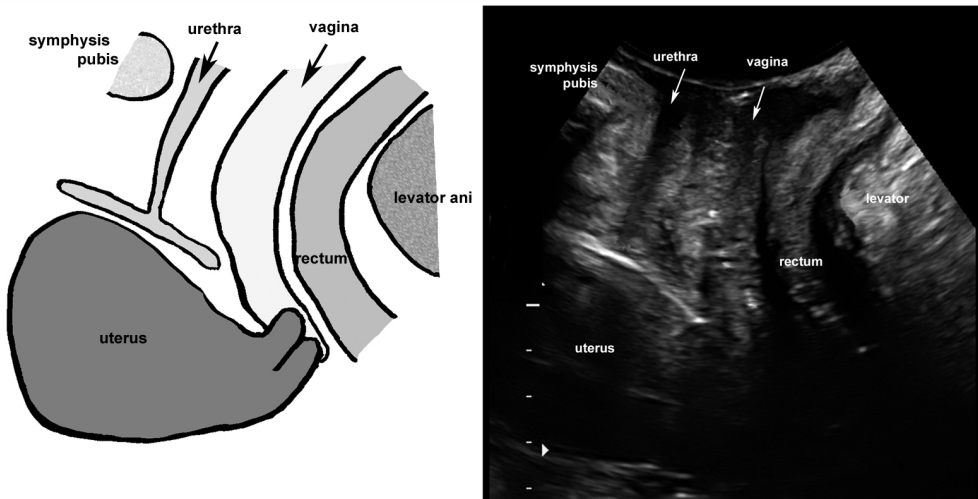 symphysis
pubis
urethra
vagina
levator ani
rectum
uterus
symphysis
pubis
urethra
vagina
levator
rectum
uterus